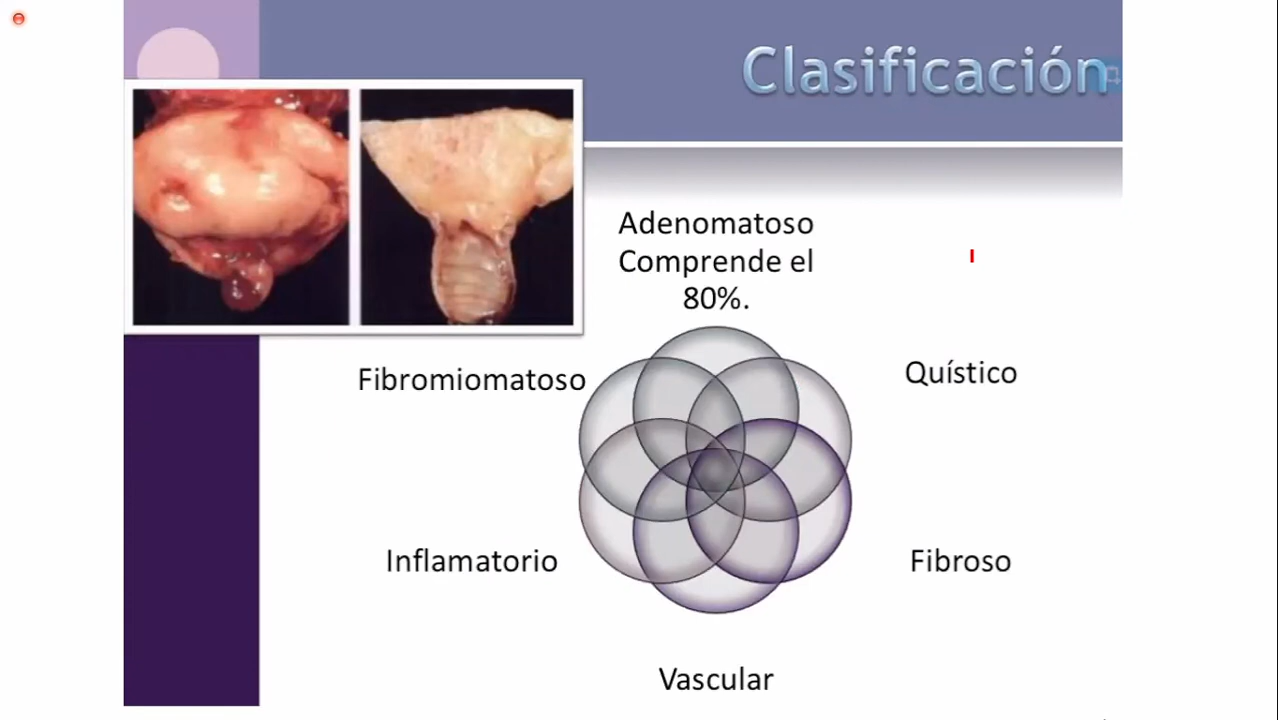 Clasificación
Adenomatoso
Comprende el
80%.
Fibromiomatoso
Quístico
Inflamatorio
Fibroso
Vascular